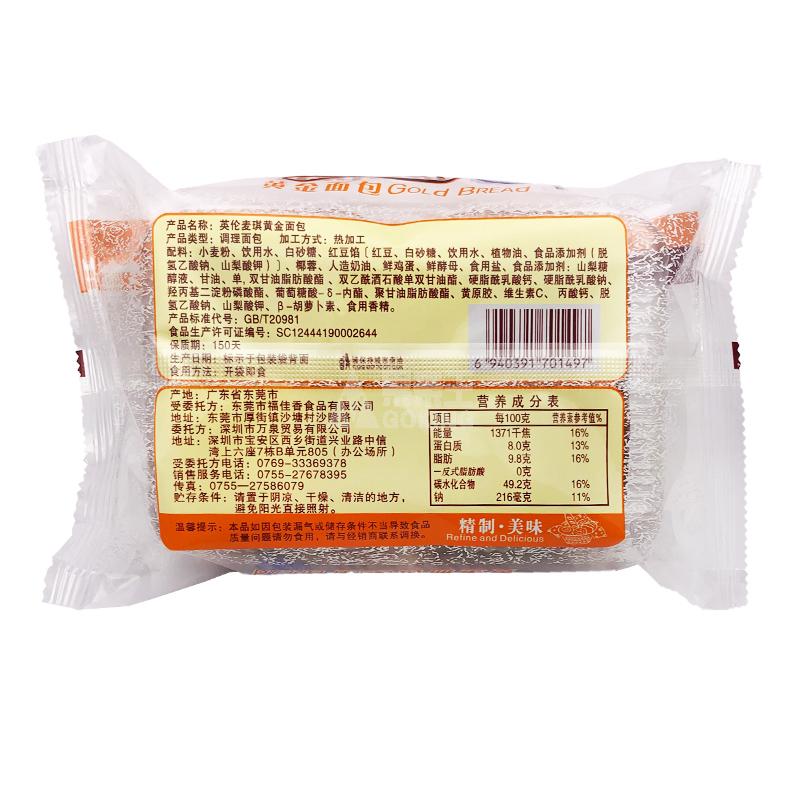 黄金面包GOLD BREAD
产品名称：英伦麦琪黄金面包
产品类型：调理面包 加工方式：热加工
配料：小麦粉、饮用水、白砂糖、红豆馅〔红豆、白砂糖、饮用水、植物油、食品添加剂（脱
氢乙酸钠、山梨酸钾）〕、椰蓉、人造奶油、鲜鸡蛋、鲜酵母、食用盐、食品添加剂：山梨糖
醇液、甘油、单，双甘油脂肪酸酯、双乙酰酒石酸单双甘油酯、硬脂酰乳酸钙、硬脂酰乳酸钠、
羟丙基二淀粉磷酸酯、葡萄糖酸-δ-内酯、聚甘油脂肪酸酯、黄原胶、维生素C、丙酸钙、脱
氢乙酸钠、山梨酸钾、β-胡萝卜素、食用香精。
产品标准代号：GB/T20981
食品生产许可证编号：SC12444190002644
保质期：150天
生产日期：标示于包装袋背面
食用方法：开袋即食
6 940391 701497
产地：广东省东莞市
受委托方：东莞市福佳香食品有限公司
地址：东莞市厚街镇沙塘村沙隆路
委托方：深圳市万泉贸易有限公司
地址：深圳市宝安区西乡街道兴业路中信
湾上六座7栋B单元805（办公场所）
受委托方电话：0769-33369378
销售服务电话：0755-27678395
传真：0755-27586079
贮存条件：请置于阴凉、干燥、清洁的地方，
避免阳光直接照射。
营养成分表
项目 每100克 营养素参考值%
能量 1371千焦 16%
蛋白质 8.0克 13%
脂肪 9.8克 16%
—反式脂肪酸 0克
碳水化合物 49.2克 16%
钠 216毫克 11%
温馨提示：本品如因包装漏气或储存条件不当导致食品
质量问题请勿食用，请与经销商联系调换。
精制·美味
Refine and Delicious